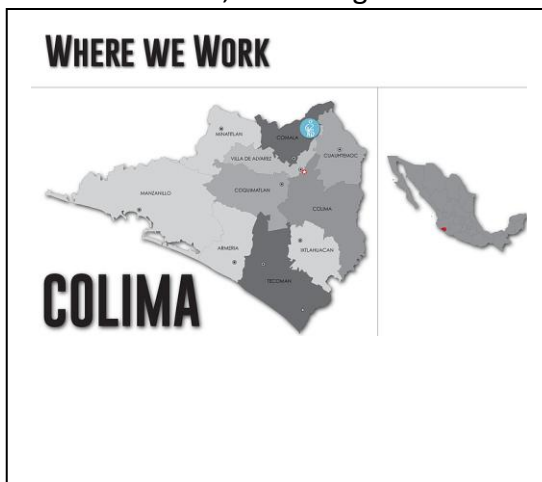 WHERE WE WORK
MINATITLAN
COMALA
CUAUHTEMOC
VILLA DE ALVAREZ
MANZANILLO
COQUIMATLAN
COLIMA
ARMERIA
IXTLAHUACAN
TECOMAN
COLIMA